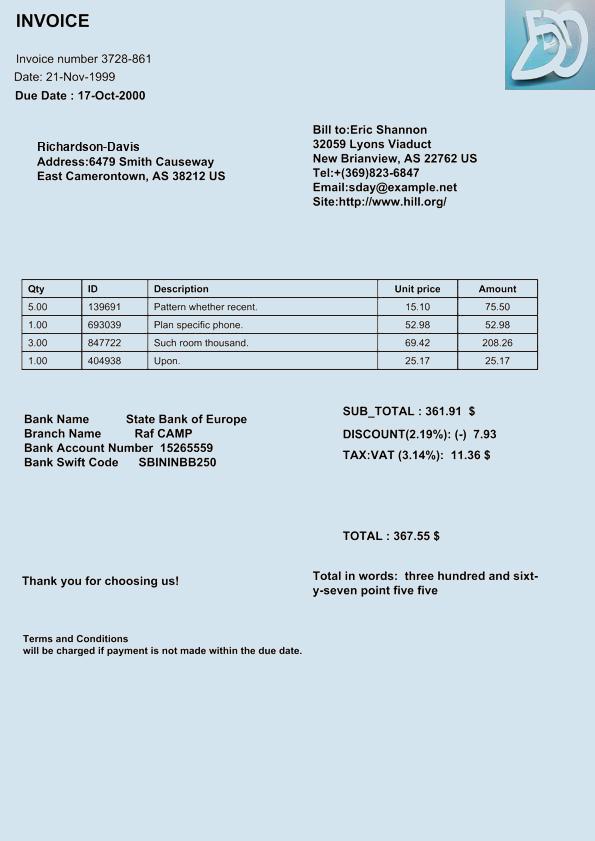 INVOICE
Invoice number 3728-861
Date: 21-Nov-1999
Due Date : 17-Oct-2000
Richardson-Davis
Address:6479 Smith Causeway
East Camerontown, AS 38212 US
Bill to:Eric Shannon
32059 Lyons Viaduct
New Brianview, AS 22762 US
Tel:+(369)823-6847
Email:sday@example.net
Site:http://www.hill.org/
Qty ID Description Unit price Amount
5.00 139691 Pattern whether recent. 15.10 75.50
1.00 693039 Plan specific phone. 52.98 52.98
3.00 847722 Such room thousand. 69.42 208.26
1.00 404938 Upon. 25.17 25.17
Bank Name State Bank of Europe
Branch Name Raf CAMP
Bank Account Number 15265559
Bank Swift Code SBININBB250
SUB_TOTAL : 361.91 $
DISCOUNT(2.19%): (-) 7.93
TAX:VAT (3.14%): 11.36 $
TOTAL : 367.55 $
Thank you for choosing us!
Total in words: three hundred and sixt-
y-seven point five five
Terms and Conditions
will be charged if payment is not made within the due date.